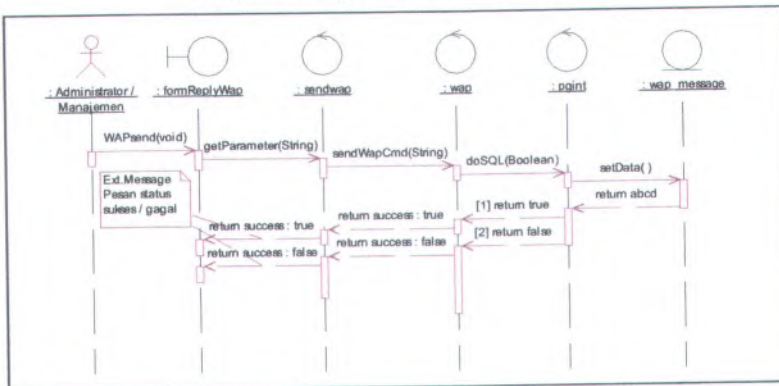 : Administrator /
Manajemen
: formReplyWap
: sendwap
: wap
: pgint
: wap_message
WAPsend(void)
getParameter(String)
sendWapCmd(String)
doSQL(Boolean)
setData( )
return abcd
Ext.Message
Pesan status
sukses / gagal
[1] return true
return success : true
return success : true
[2] return false
return success : false
return success : false